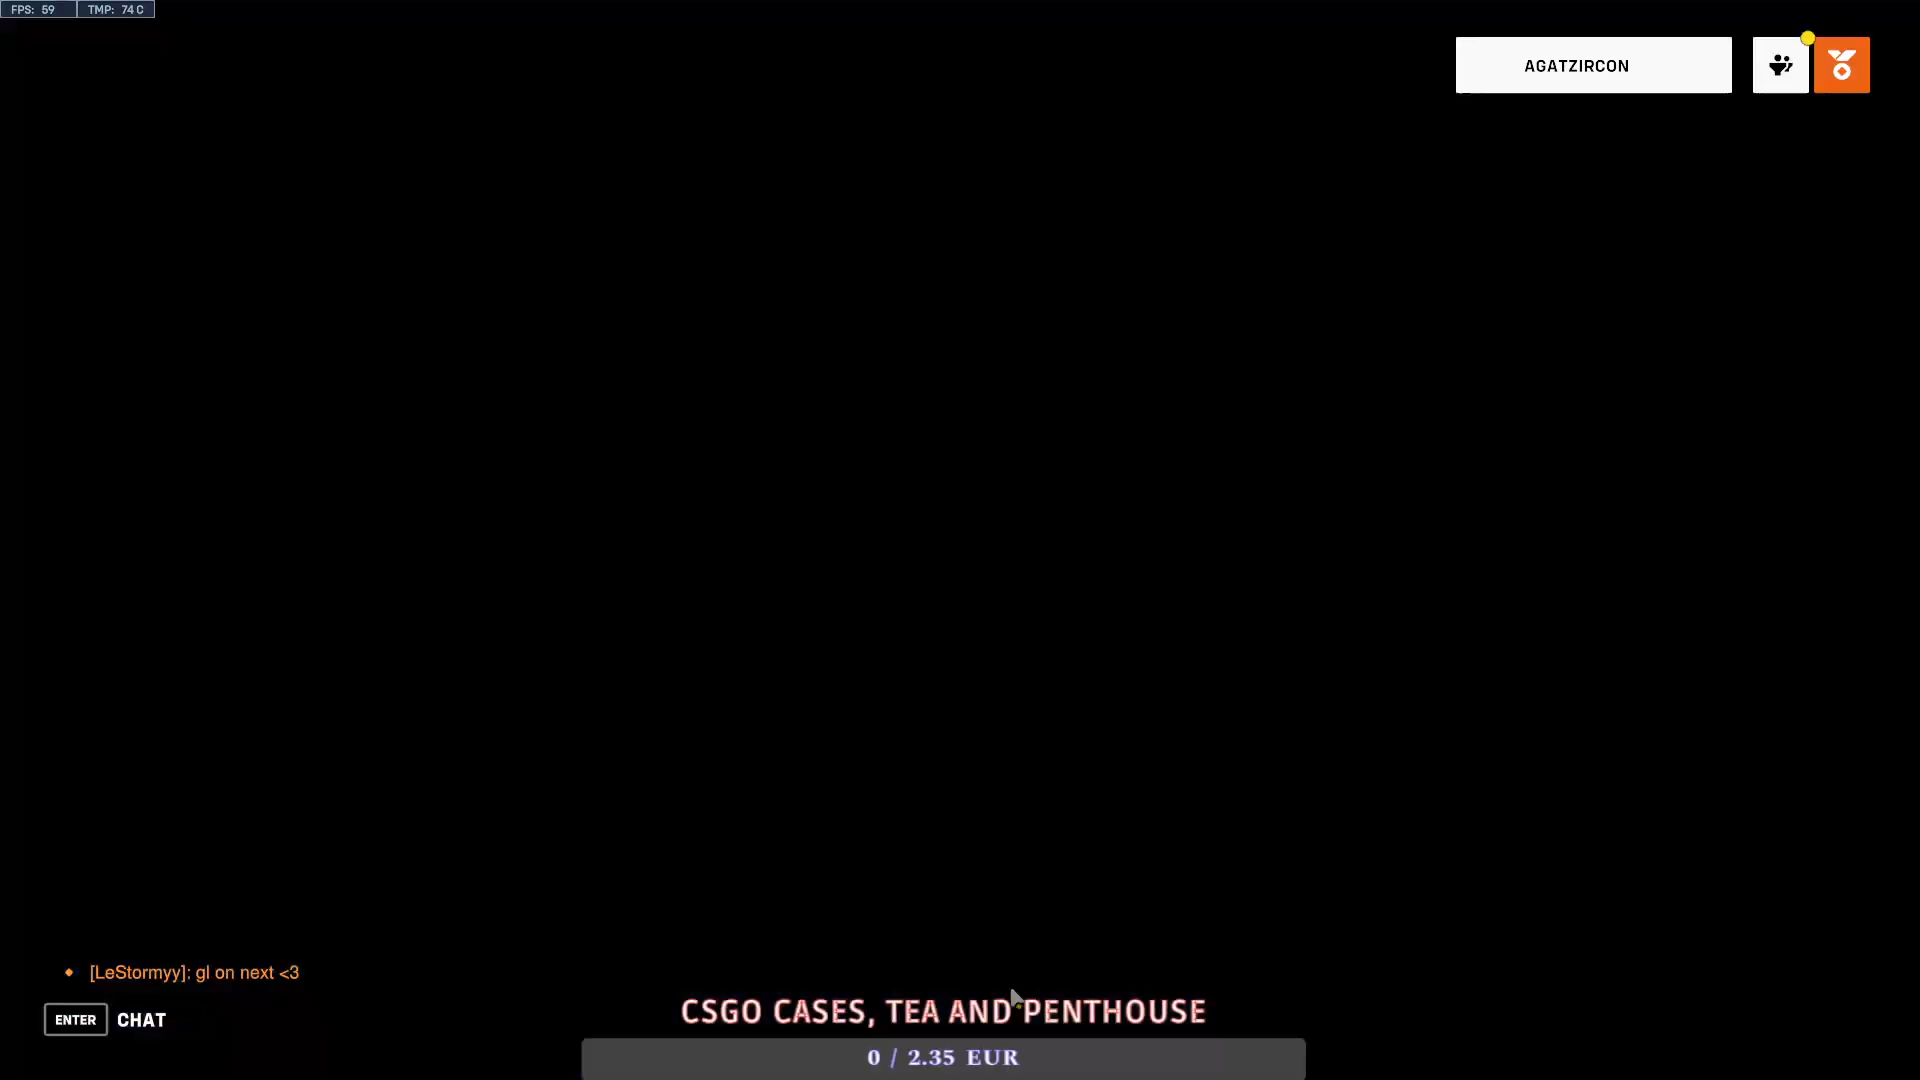 FPS: 59 TMP: 74 C
AGATZIRCON
[LeStormyy]: gl on next <3
ENTER CHAT
CSGO CASES, TEA AND PENTHOUSE
0 / 2.35 EUR